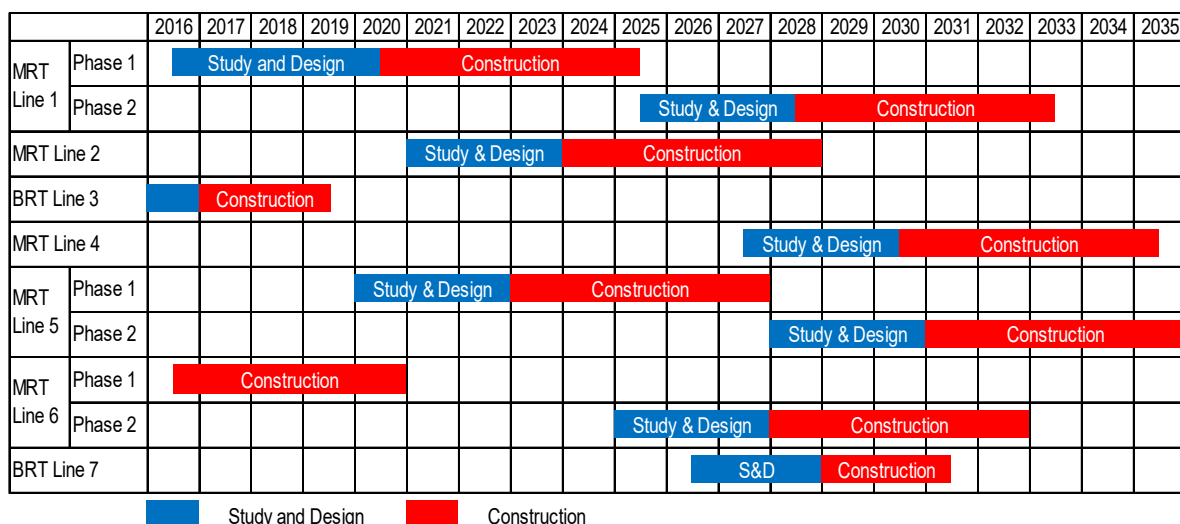 2016 2017 2018 2019 2020 2021 2022 2023 2024 2025 2026 2027 2028 2029 2030 2031 2032 2033 2034 2035
MRT Line 1 Phase 1 Study and Design Construction
Phase 2 Study & Design Construction
MRT Line 2 Study & Design Construction
BRT Line 3 Construction
MRT Line 4 Study & Design Construction
MRT Line 5 Phase 1 Study & Design Construction
Phase 2 Study & Design Construction
MRT Line 6 Phase 1 Construction
Phase 2 Study & Design Construction
BRT Line 7 S&D Construction
Study and Design Construction